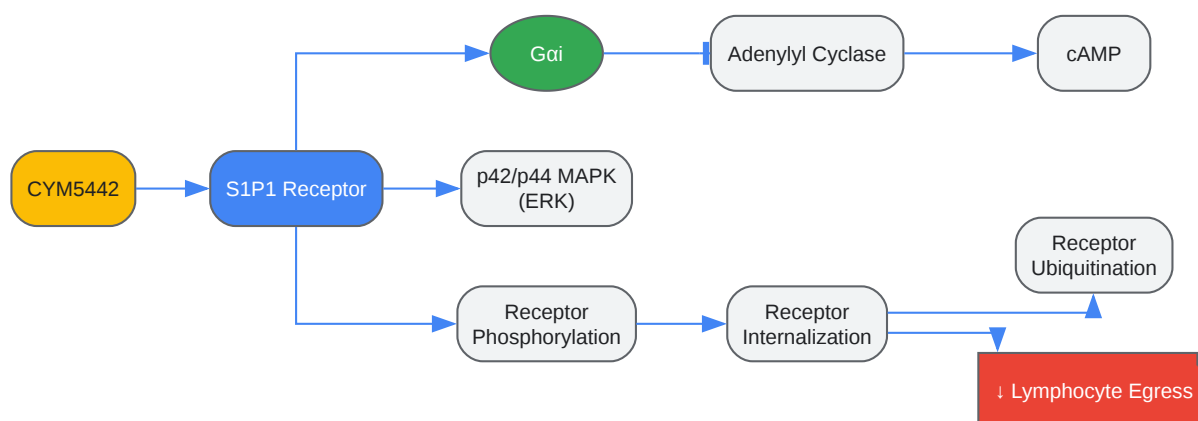 Gαi
Adenylyl Cyclase
cAMP
CYM5442
S1P1 Receptor
p42/p44 MAPK
(ERK)
Receptor
Ubiquitination
Receptor
Phosphorylation
Receptor
Internalization
↓ Lymphocyte Egress